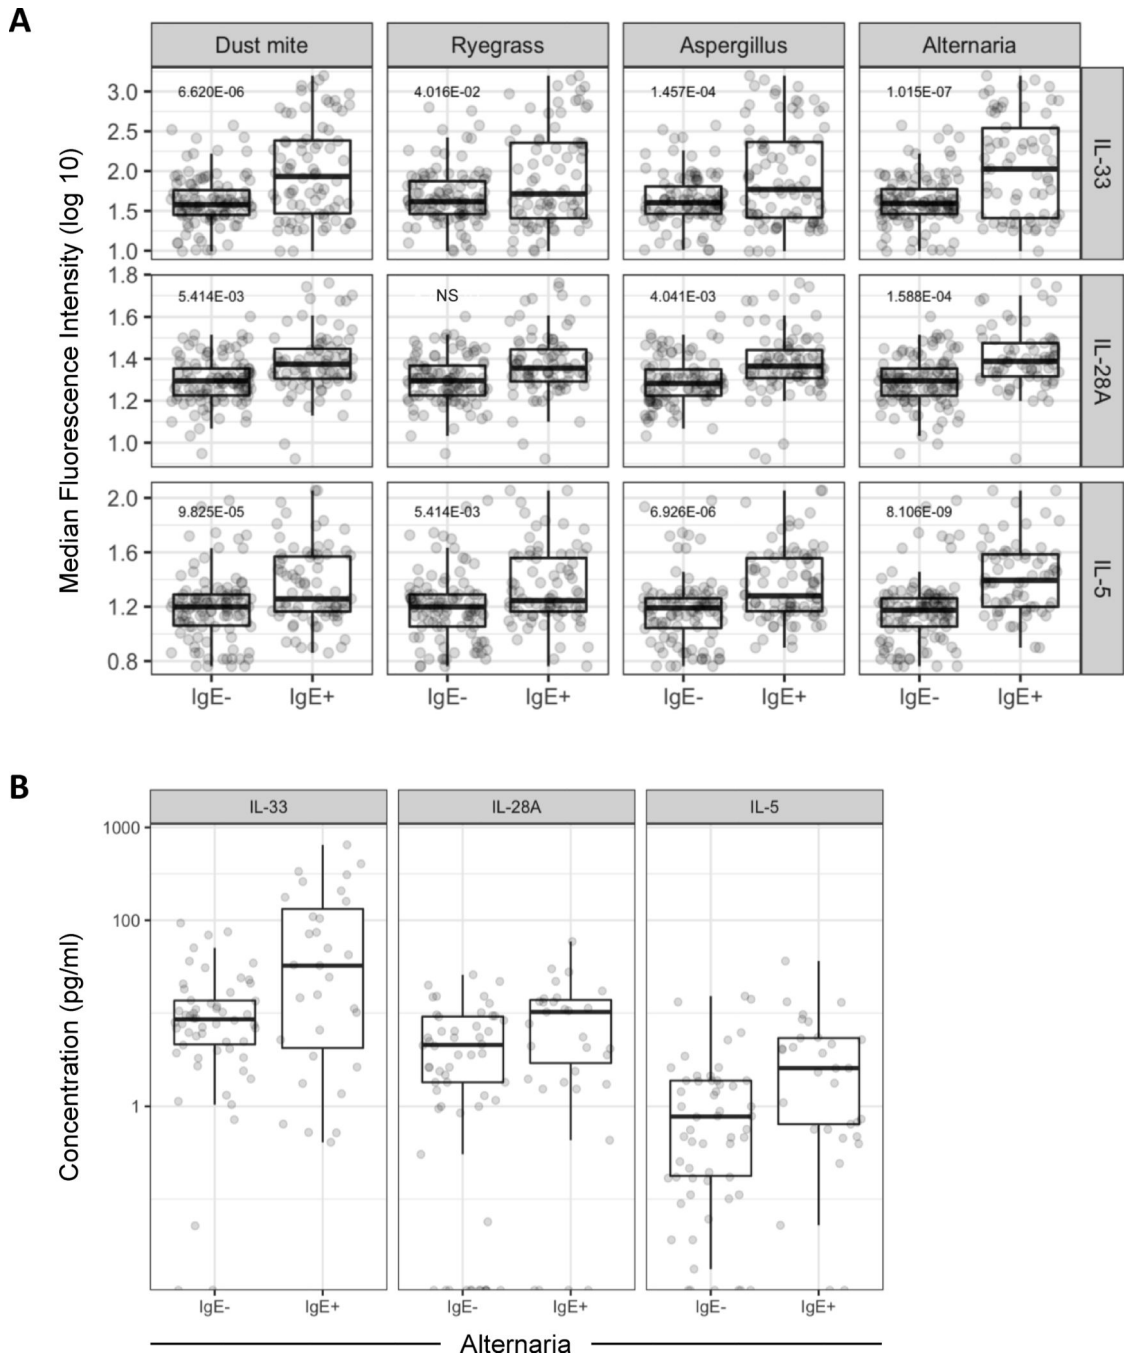 A
Dust mite Ryegrass Aspergillus Alternaria
Median Fluorescence Intensity (log 10)
3.0
2.5
2.0
1.5
1.0
6.620E-06 4.016E-02 1.457E-04 1.015E-07
IL-33
1.8
1.6
1.4
1.2
1.0
5.414E-03 NS 4.041E-03 1.588E-04
IL-28A
2.0
1.6
1.2
0.8
9.825E-05 5.414E-03 6.926E-06 8.106E-09
IL-5
IgE- IgE+ IgE- IgE+ IgE- IgE+ IgE- IgE+
B
IL-33 IL-28A IL-5
Concentration (pg/ml)
1000
100
1
IgE- IgE+ IgE- IgE+ IgE- IgE+
Alternaria